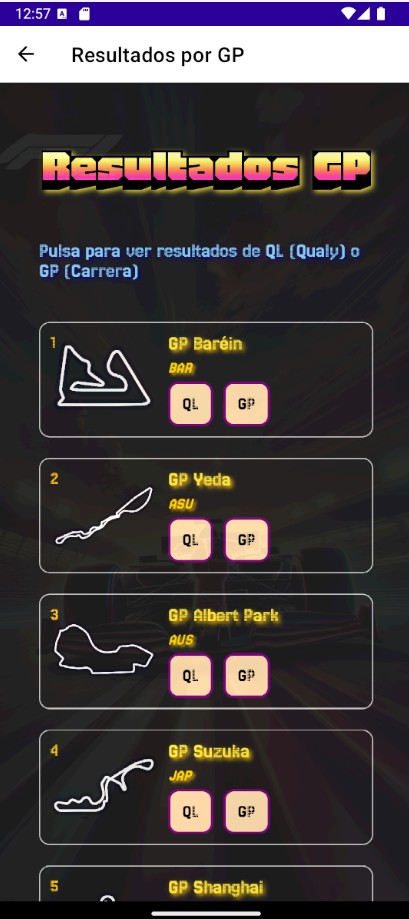 12:57
Resultados por GP
Resultados GP
Pulsa para ver resultados de QL (Qualy) o
GP (Carrera)
1
GP Baréin
BAR
QL GP
2
GP Yeda
ASU
QL GP
3
GP Albert Park
AUS
QL GP
4
GP Suzuka
JAP
QL GP
5
GP Shanghai